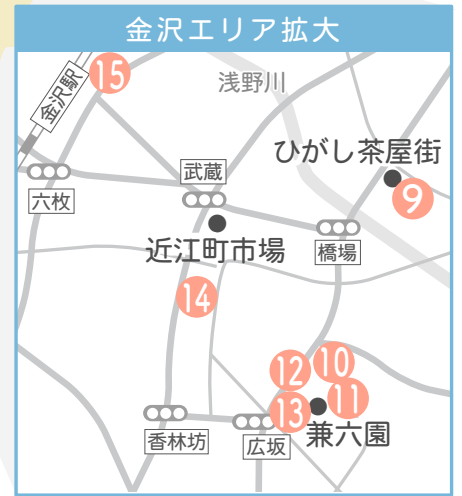 金沢エリア拡大
15
金沢駅
浅野川
ひがし茶屋街
9
武蔵
六枚
近江町市場
橋場
14
12
10
11
13
兼六園
香林坊
広坂